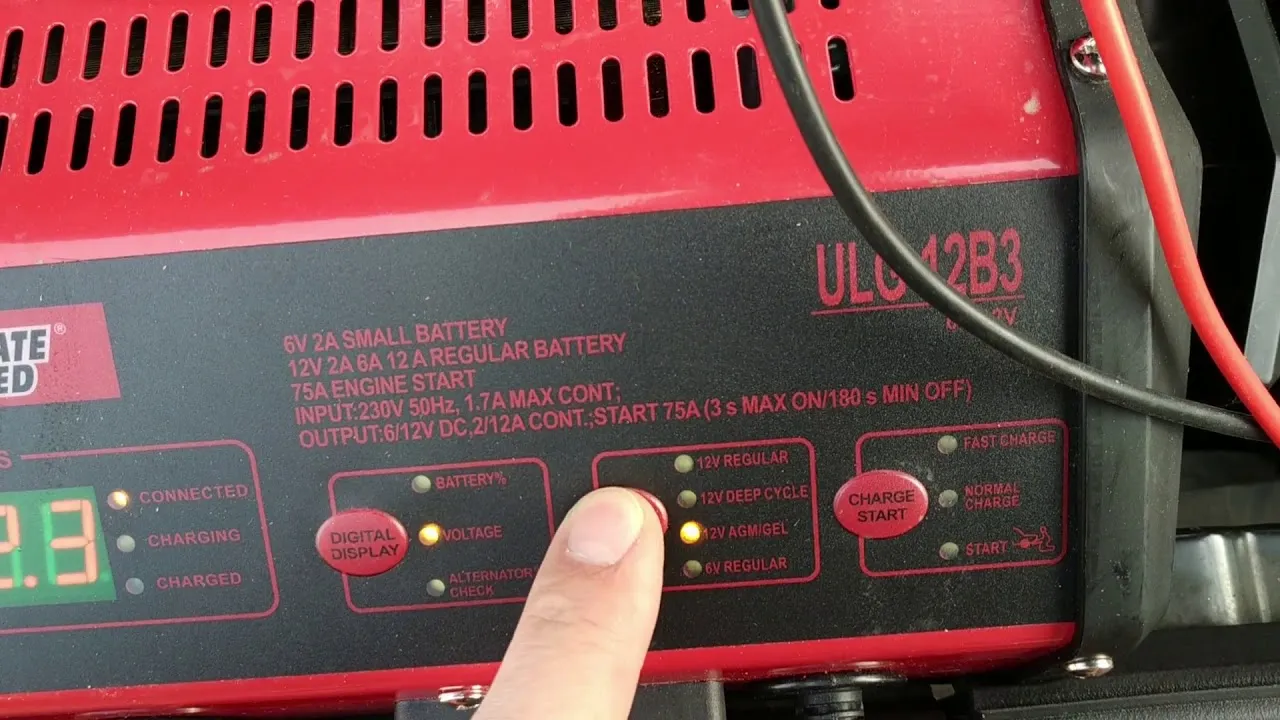 ULG 12B3
6V 2A SMALL BATTERY
12V 2A 6A 12 A REGULAR BATTERY
75A ENGINE START
INPUT:230V 50Hz, 1.7A MAX CONT;
OUTPUT:6/12V DC,2/12A CONT.;START 75A (3 s MAX ON/180 s MIN OFF)
2.3
CONNECTED
CHARGING
CHARGED
DIGITAL
DISPLAY
BATTERY%
VOLTAGE
ALTERNATOR
CHECK
12V REGULAR
12V DEEP CYCLE
12V AGM/GEL
6V REGULAR
CHARGE
START
FAST CHARGE
NORMAL
CHARGE
START